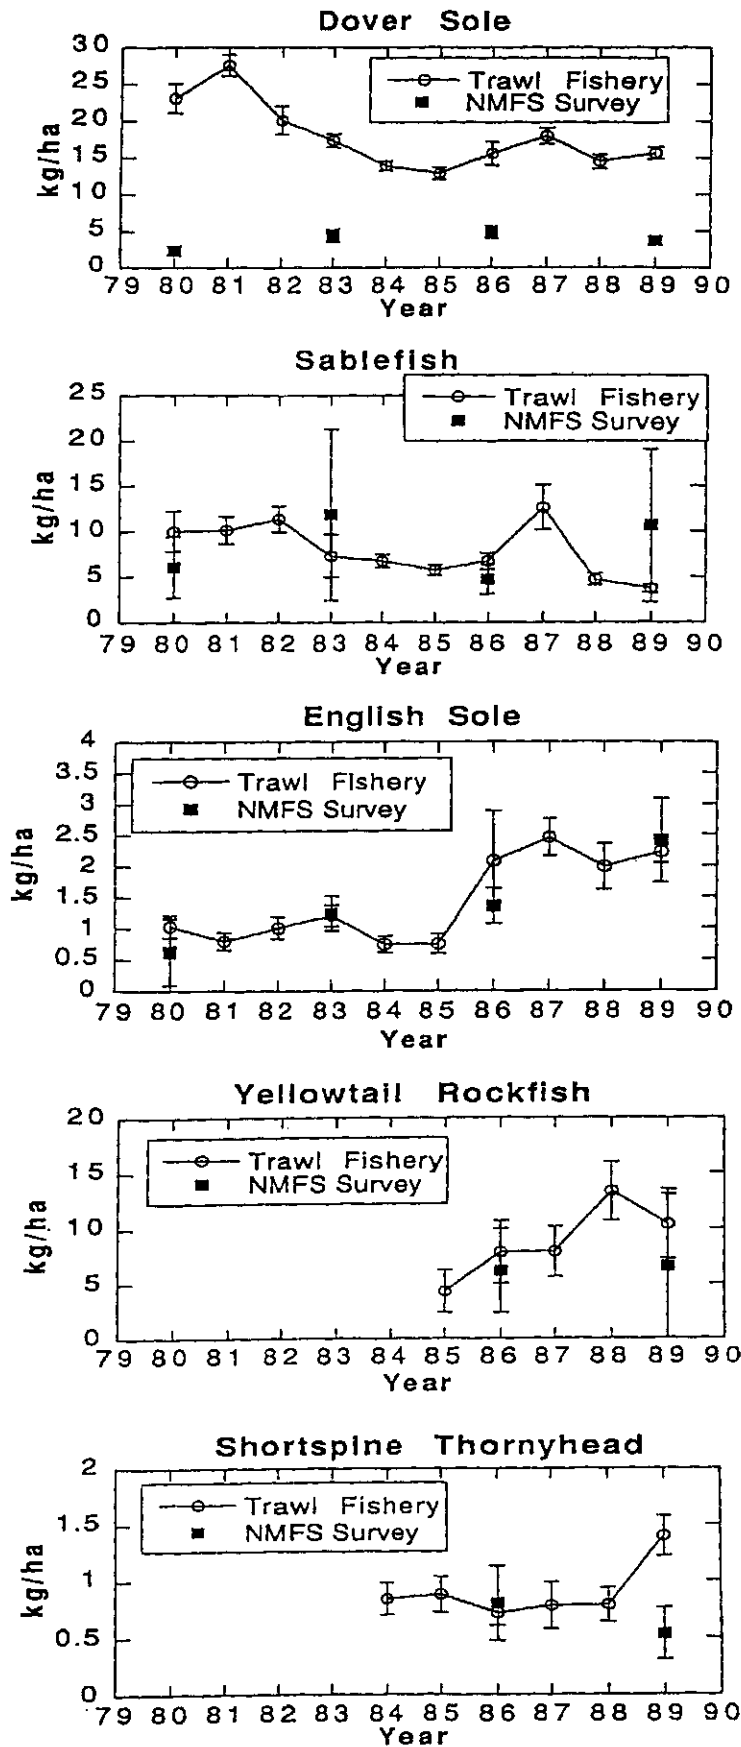 Dover Sole
30
25
20
15
10
5
0
kg/ha
Trawl Fishery
NMFS Survey
79 80 81 82 83 84 85 86 87 88 89 90
Year
Sablefish
25
20
15
10
5
0
kg/ha
Trawl Fishery
NMFS Survey
79 80 81 82 83 84 85 86 87 88 89 90
Year
English Sole
4
3.5
3
2.5
2
1.5
1
0.5
0
kg/ha
Trawl Fishery
NMFS Survey
79 80 81 82 83 84 85 86 87 88 89 90
Year
Yellowtail Rockfish
20
15
10
5
0
kg/ha
Trawl Fishery
NMFS Survey
79 80 81 82 83 84 85 86 87 88 89 90
Year
Shortspine Thornyhead
2
1.5
1
0.5
0
kg/ha
Trawl Fishery
NMFS Survey
79 80 81 82 83 84 85 86 87 88 89 90
Year